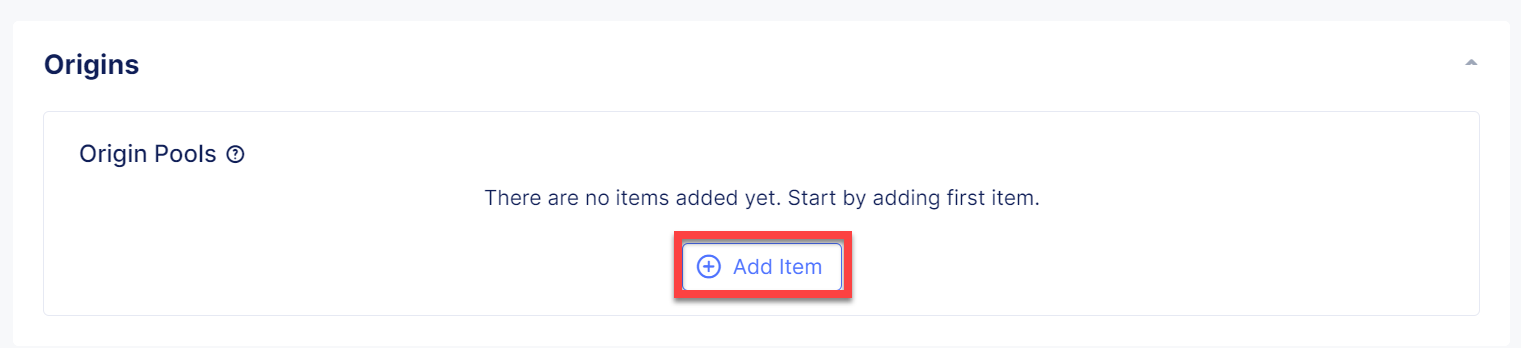 Origins
Origin Pools
There are no items added yet. Start by adding first item.
Add Item